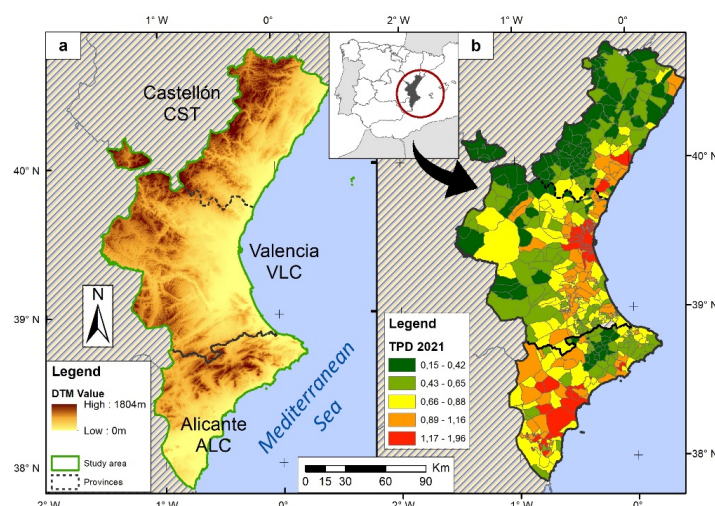 1° W
0°
1° W
0°
a
b
Castellón
CST
40° N
40° N
Valencia
VLC
N
39° N
39° N
Legend
DTM Value
High : 1804m
Low : 0m
Study area
Provinces
Alicante
ALC
Mediterranean
Sea
Legend
TPD 2021
0,15 - 0,42
0,43 - 0,65
0,66 - 0,88
0,89 - 1,16
1,17 - 1,96
38° N
38° N
Km
0 15 30 60 90
2° W
1° W
0°
2° W
1° W
0°